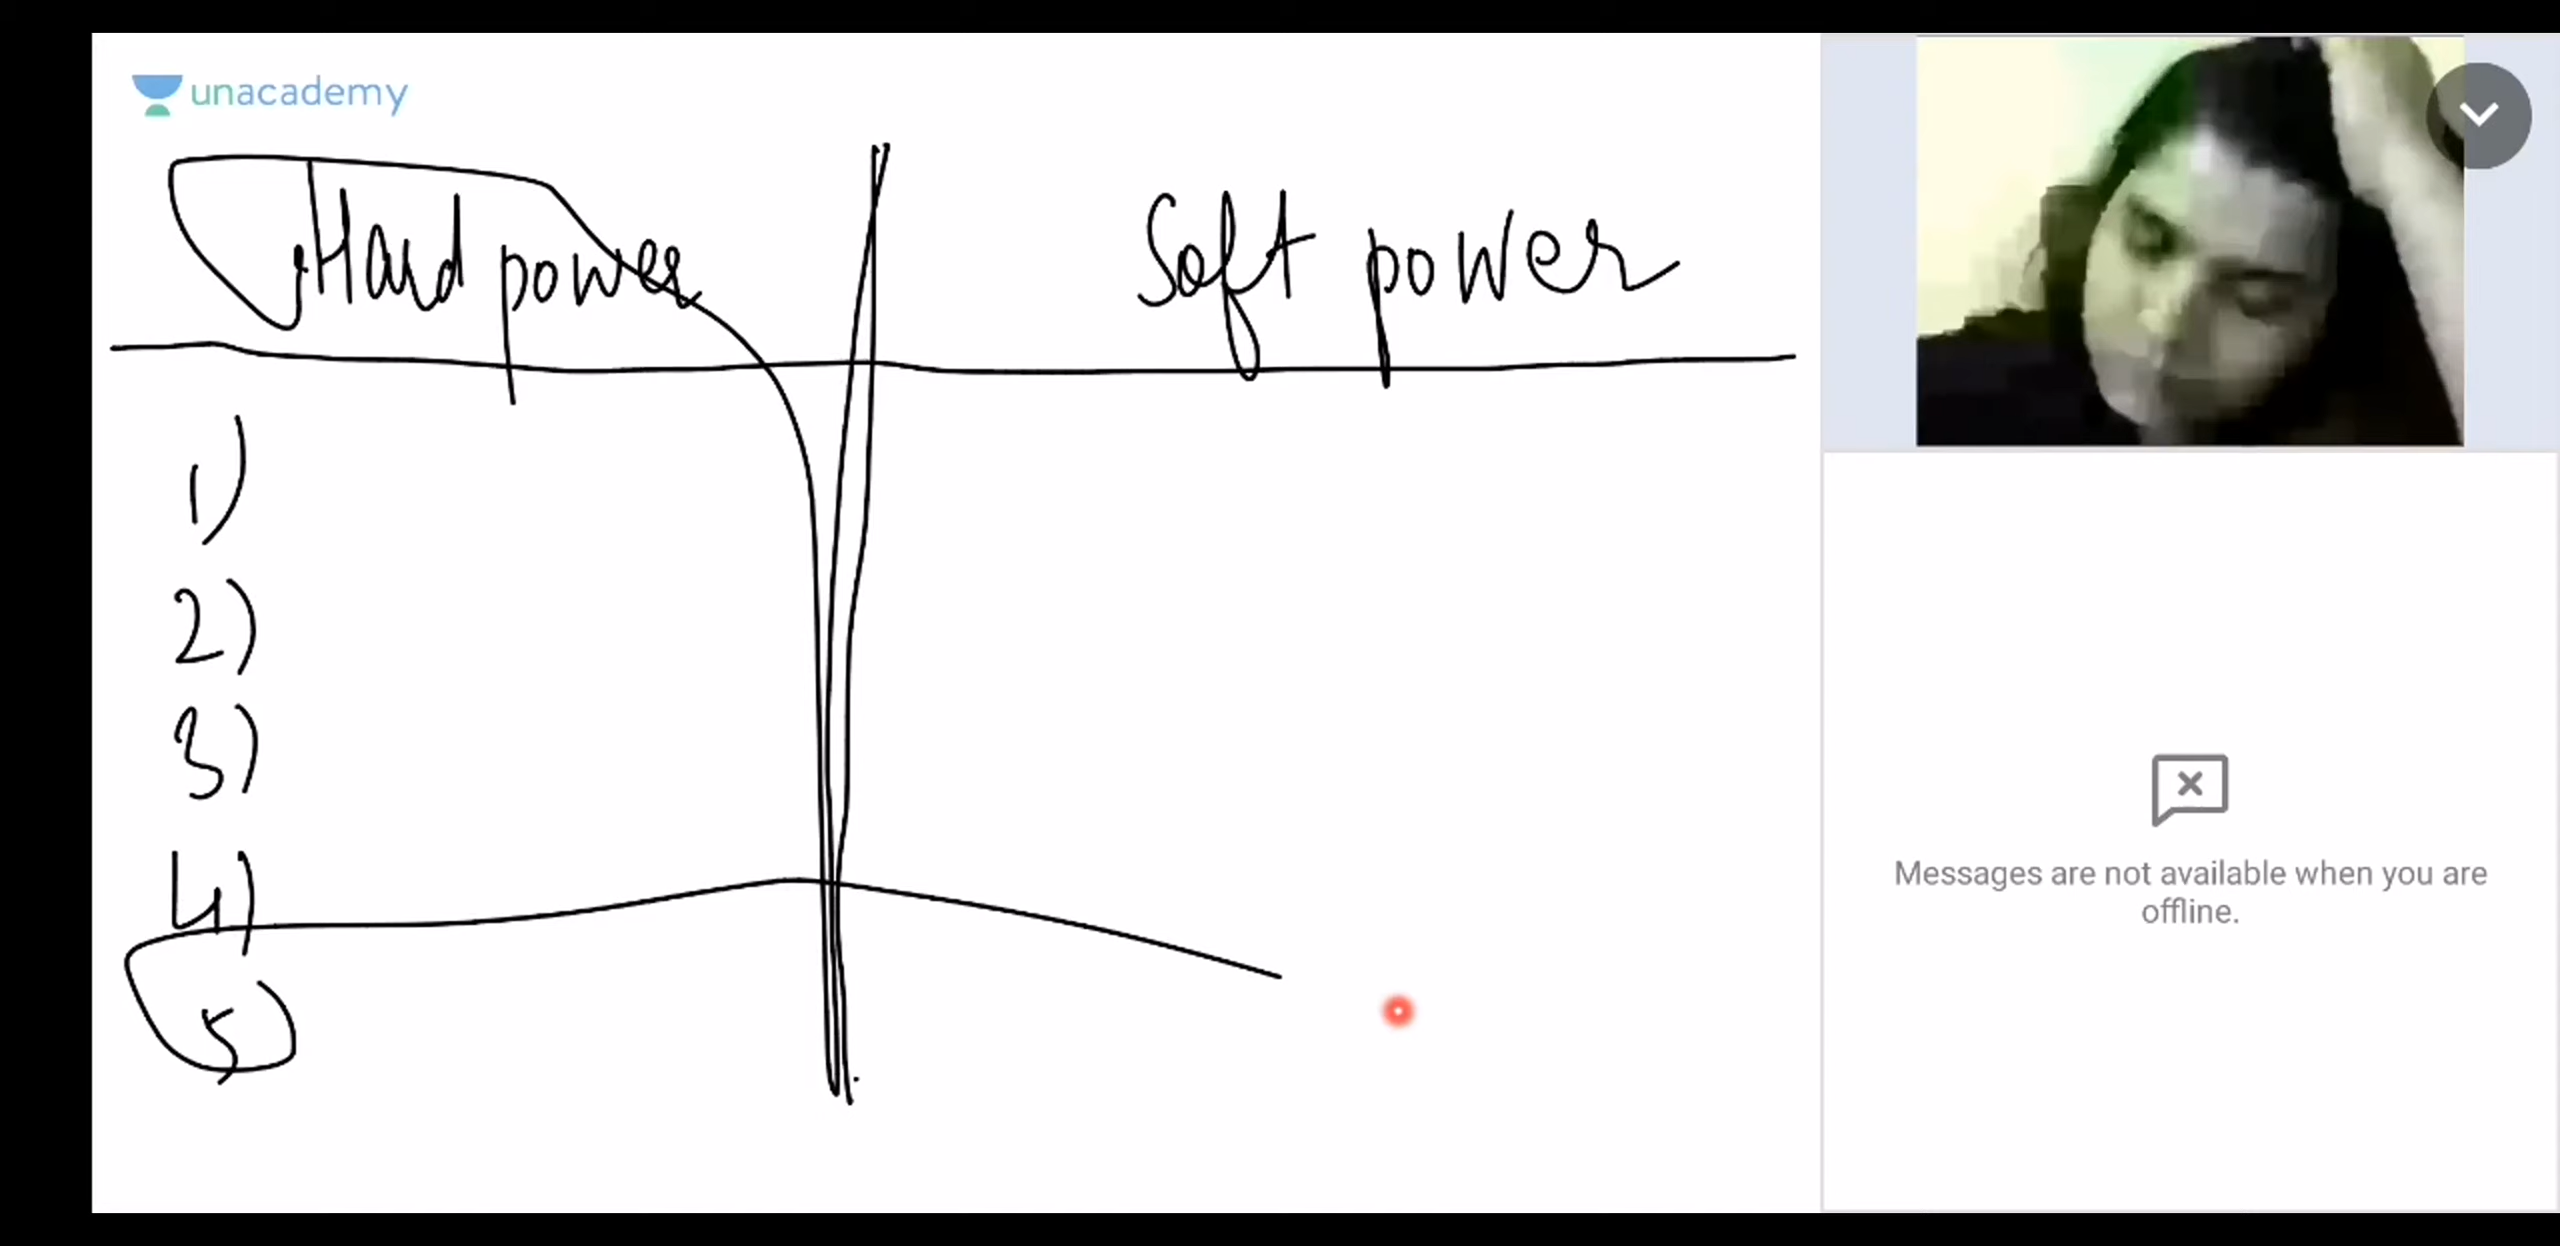 unacademy
Hard power
Soft power
1)
2)
3)
4)
5)
Messages are not available when you are
offline.